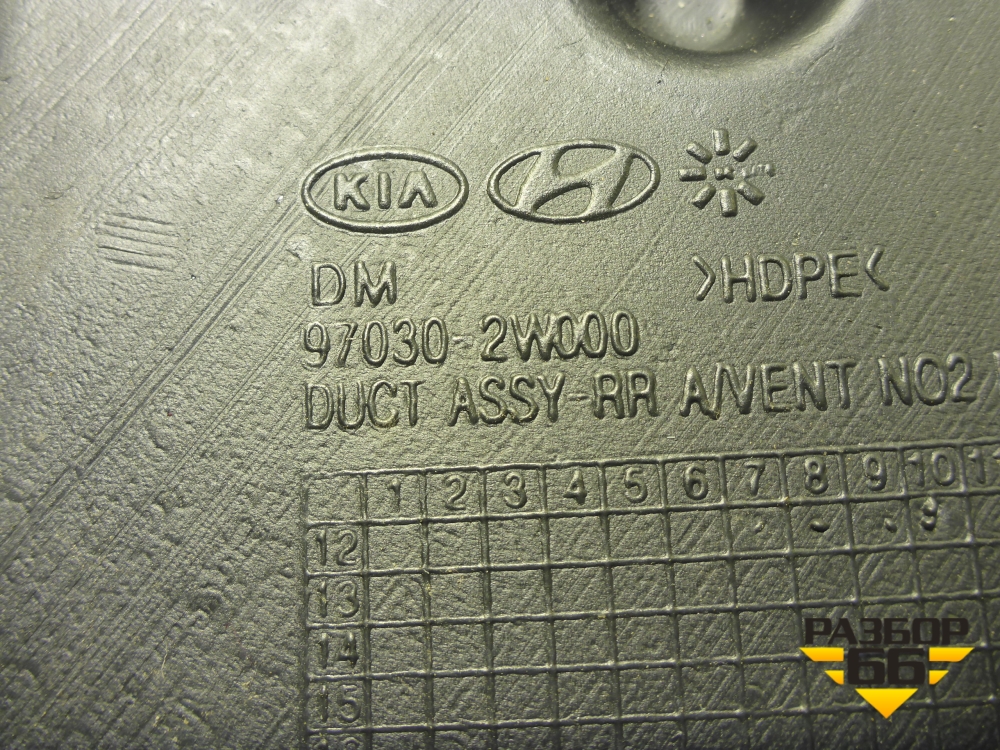 KIA
DM >HDPE<
97030-2W000
DUCT ASSY-RR A/VENT NO2
1 2 3 4 5 6 7 8 9 10 11
12
13
14
15
РАЗБОР
66